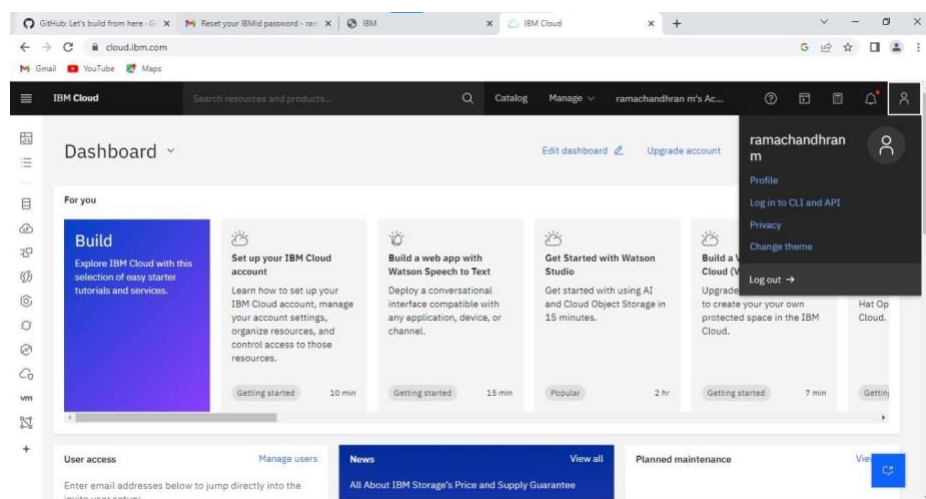 GitHub: Let's build from here · G
Reset your IBMid password - ram
IBM
IBM Cloud
cloud.ibm.com
Gmail
YouTube
Maps
IBM Cloud
Search resources and products...
Catalog
Manage
ramachandhran m's Ac...
Dashboard
Edit dashboard
Upgrade account
ramachandhran
m
Profile
Log in to CLI and API
Privacy
Change theme
Log out →
For you
Build
Explore IBM Cloud with this
selection of easy starter
tutorials and services.
Set up your IBM Cloud
account
Learn how to set up your
IBM Cloud account, manage
your account settings,
organize resources, and
control access to those
resources.
Getting started
10 min
Build a web app with
Watson Speech to Text
Deploy a conversational
interface compatible with
any application, device, or
channel.
Getting started
15 min
Get Started with Watson
Studio
Get started with using AI
and Cloud Object Storage in
15 minutes.
Popular
2 hr
Build a V
Cloud (V
Upgrade
to create your your own
protected space in the IBM
Cloud.
Getting started
7 min
Hat Op
Cloud.
Getting
vm
User access
Manage users
Enter email addresses below to jump directly into the
invite user setup:
News
View all
All About IBM Storage's Price and Supply Guarantee
Planned maintenance